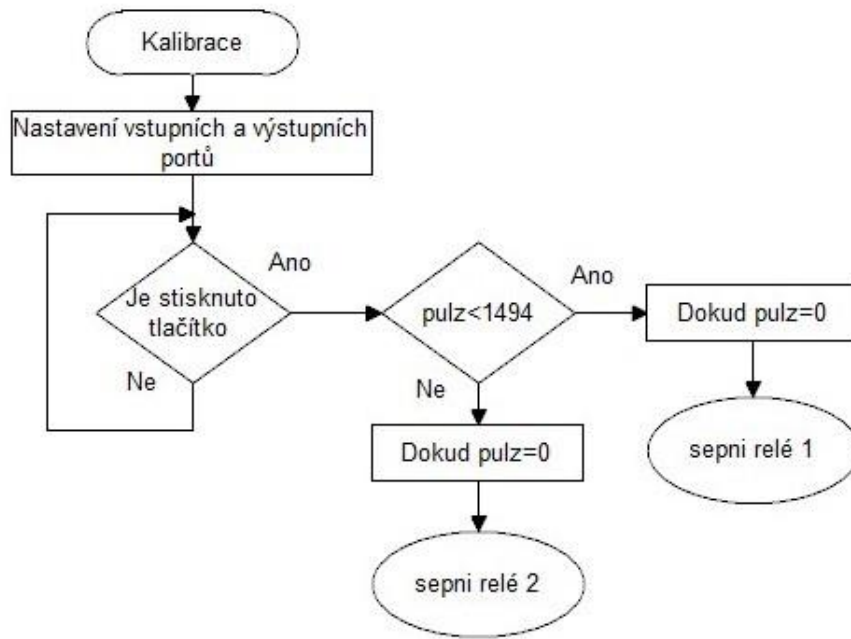 Kalibrace
Nastavení vstupních a výstupních
portů
Je stisknuto
tlačítko
Ano
Ne
pulz<1494
Ano
Ne
Dokud pulz=0
sepni relé 1
Dokud pulz=0
sepni relé 2